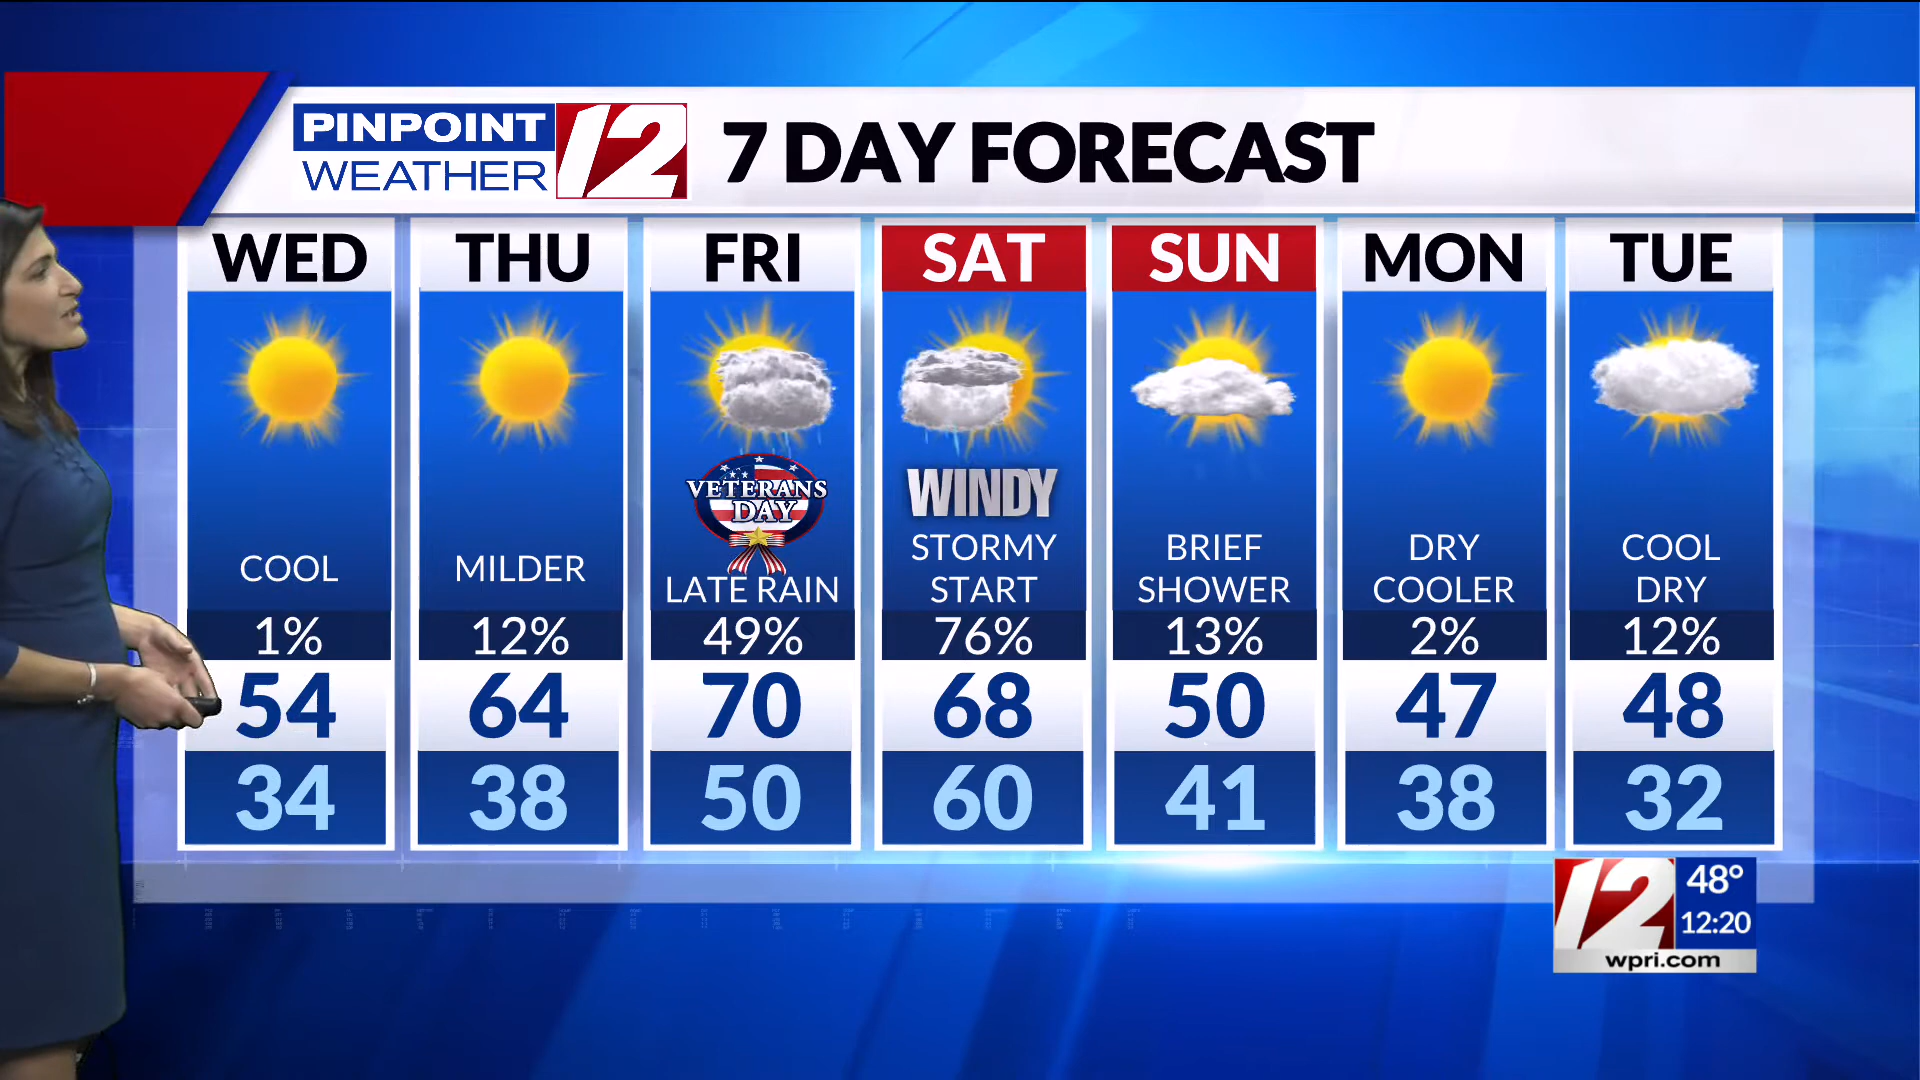 PINPOINT
WEATHER
12
7 DAY FORECAST
WED THU FRI SAT SUN MON TUE
VETERANS
DAY
WINDY
COOL MILDER LATE RAIN STORMY START BRIEF SHOWER DRY COOLER COOL DRY
1% 12% 49% 76% 13% 2% 12%
54 64 70 68 50 47 48
34 38 50 60 41 38 32
12
48°
12:20
wpri.com